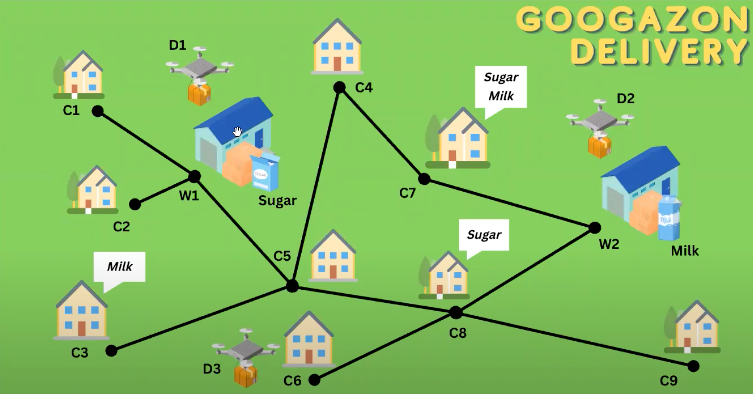 GOOGAZON
DELIVERY
D1
C4
Sugar
Milk
D2
C1
C7
W1
Sugar
C2
Sugar
W2
Milk
C5
Milk
C3
C8
D3
C6
C9